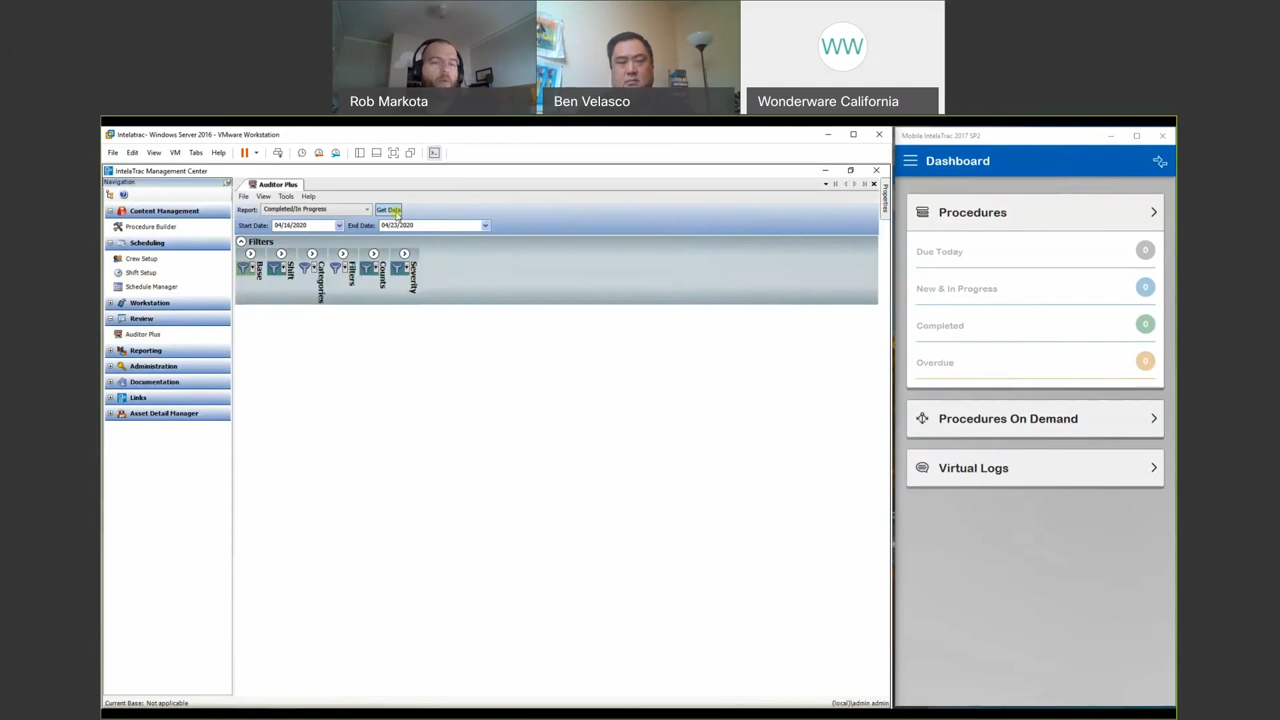 WW
Rob Markota
Ben Velasco
Wonderware California
Intelatrac- Windows Server 2016 - VMware Workstation
File Edit View VM Tabs Help
IntelaTrac Management Center
Navigation
Content Management
Procedure Builder
Scheduling
Crew Setup
Shift Setup
Schedule Manager
Workstation
Review
Auditor Plus
Reporting
Administration
Documentation
Links
Asset Detail Manager
Auditor Plus
File View Tools Help
Report: Completed/In Progress Get Data
Start Date: 04/16/2020 End Date: 04/23/2020
Filters
Base
Shift
Categories
Filters
Counts
Severity
Properties
Current Base: Not applicable
(local)\admin admin
Mobile IntelaTrac 2017 SP2
Dashboard
Procedures
Due Today 0
New & In Progress 0
Completed 0
Overdue 0
Procedures On Demand
Virtual Logs